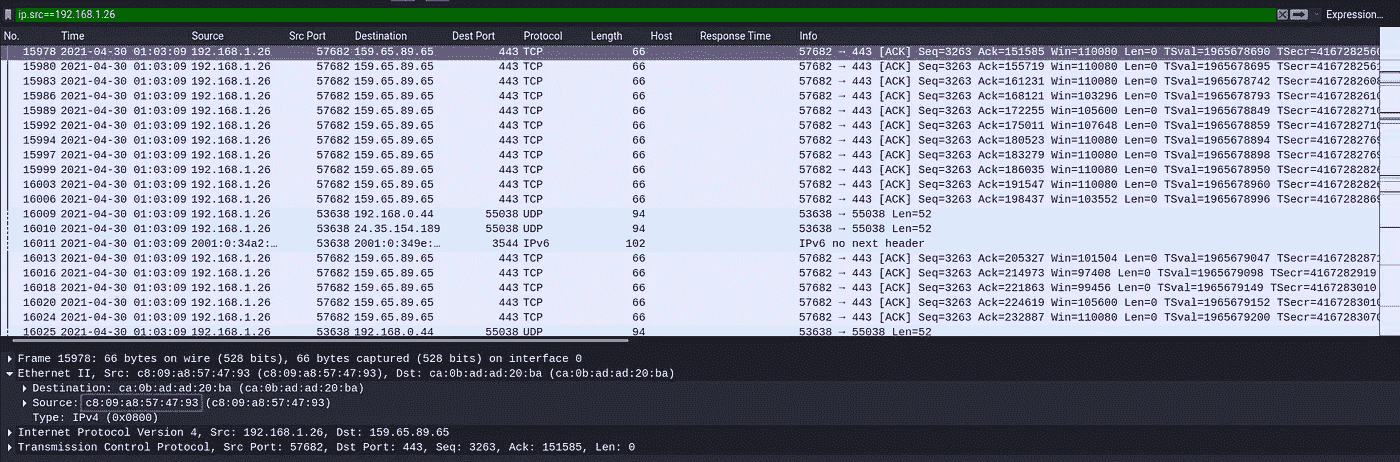 ip.src==192.168.1.26 Expression…
No. Time Source Src Port Destination Dest Port Protocol Length Host Response Time Info
15978 2021-04-30 01:03:09 192.168.1.26 57682 159.65.89.65 443 TCP 66 57682 → 443 [ACK] Seq=3263 Ack=151585 Win=110080 Len=0 TSval=1965678690 TSecr=4167282560
15980 2021-04-30 01:03:09 192.168.1.26 57682 159.65.89.65 443 TCP 66 57682 → 443 [ACK] Seq=3263 Ack=155719 Win=110080 Len=0 TSval=1965678695 TSecr=4167282561
15983 2021-04-30 01:03:09 192.168.1.26 57682 159.65.89.65 443 TCP 66 57682 → 443 [ACK] Seq=3263 Ack=161231 Win=110080 Len=0 TSval=1965678742 TSecr=4167282608
15986 2021-04-30 01:03:09 192.168.1.26 57682 159.65.89.65 443 TCP 66 57682 → 443 [ACK] Seq=3263 Ack=168121 Win=103296 Len=0 TSval=1965678793 TSecr=4167282610
15989 2021-04-30 01:03:09 192.168.1.26 57682 159.65.89.65 443 TCP 66 57682 → 443 [ACK] Seq=3263 Ack=172255 Win=105600 Len=0 TSval=1965678849 TSecr=4167282710
15992 2021-04-30 01:03:09 192.168.1.26 57682 159.65.89.65 443 TCP 66 57682 → 443 [ACK] Seq=3263 Ack=175011 Win=107648 Len=0 TSval=1965678859 TSecr=4167282710
15994 2021-04-30 01:03:09 192.168.1.26 57682 159.65.89.65 443 TCP 66 57682 → 443 [ACK] Seq=3263 Ack=180523 Win=110080 Len=0 TSval=1965678894 TSecr=4167282769
15997 2021-04-30 01:03:09 192.168.1.26 57682 159.65.89.65 443 TCP 66 57682 → 443 [ACK] Seq=3263 Ack=183279 Win=110080 Len=0 TSval=1965678898 TSecr=4167282769
15999 2021-04-30 01:03:09 192.168.1.26 57682 159.65.89.65 443 TCP 66 57682 → 443 [ACK] Seq=3263 Ack=186035 Win=110080 Len=0 TSval=1965678950 TSecr=4167282826
16003 2021-04-30 01:03:09 192.168.1.26 57682 159.65.89.65 443 TCP 66 57682 → 443 [ACK] Seq=3263 Ack=191547 Win=110080 Len=0 TSval=1965678960 TSecr=4167282826
16006 2021-04-30 01:03:09 192.168.1.26 57682 159.65.89.65 443 TCP 66 57682 → 443 [ACK] Seq=3263 Ack=198437 Win=103552 Len=0 TSval=1965678996 TSecr=4167282869
16009 2021-04-30 01:03:09 192.168.1.26 53638 192.168.0.44 55038 UDP 94 53638 → 55038 Len=52
16010 2021-04-30 01:03:09 192.168.1.26 53638 24.35.154.189 55038 UDP 94 53638 → 55038 Len=52
16011 2021-04-30 01:03:09 2001:0:34a2:… 53638 2001:0:349e:… 3544 IPv6 102 IPv6 no next header
16013 2021-04-30 01:03:09 192.168.1.26 57682 159.65.89.65 443 TCP 66 57682 → 443 [ACK] Seq=3263 Ack=205327 Win=101504 Len=0 TSval=1965679047 TSecr=4167282871
16016 2021-04-30 01:03:09 192.168.1.26 57682 159.65.89.65 443 TCP 66 57682 → 443 [ACK] Seq=3263 Ack=214973 Win=97408 Len=0 TSval=1965679098 TSecr=4167282919
16018 2021-04-30 01:03:09 192.168.1.26 57682 159.65.89.65 443 TCP 66 57682 → 443 [ACK] Seq=3263 Ack=221863 Win=99456 Len=0 TSval=1965679149 TSecr=4167283010
16020 2021-04-30 01:03:09 192.168.1.26 57682 159.65.89.65 443 TCP 66 57682 → 443 [ACK] Seq=3263 Ack=224619 Win=105600 Len=0 TSval=1965679152 TSecr=4167283010
16024 2021-04-30 01:03:09 192.168.1.26 57682 159.65.89.65 443 TCP 66 57682 → 443 [ACK] Seq=3263 Ack=232887 Win=110080 Len=0 TSval=1965679200 TSecr=4167283070
16025 2021-04-30 01:03:09 192.168.1.26 53638 192.168.0.44 55038 UDP 94 53638 → 55038 Len=52
Frame 15978: 66 bytes on wire (528 bits), 66 bytes captured (528 bits) on interface 0
Ethernet II, Src: c8:09:a8:57:47:93 (c8:09:a8:57:47:93), Dst: ca:0b:ad:ad:20:ba (ca:0b:ad:ad:20:ba)
Destination: ca:0b:ad:ad:20:ba (ca:0b:ad:ad:20:ba)
Source: c8:09:a8:57:47:93 (c8:09:a8:57:47:93)
Type: IPv4 (0x0800)
Internet Protocol Version 4, Src: 192.168.1.26, Dst: 159.65.89.65
Transmission Control Protocol, Src Port: 57682, Dst Port: 443, Seq: 3263, Ack: 151585, Len: 0